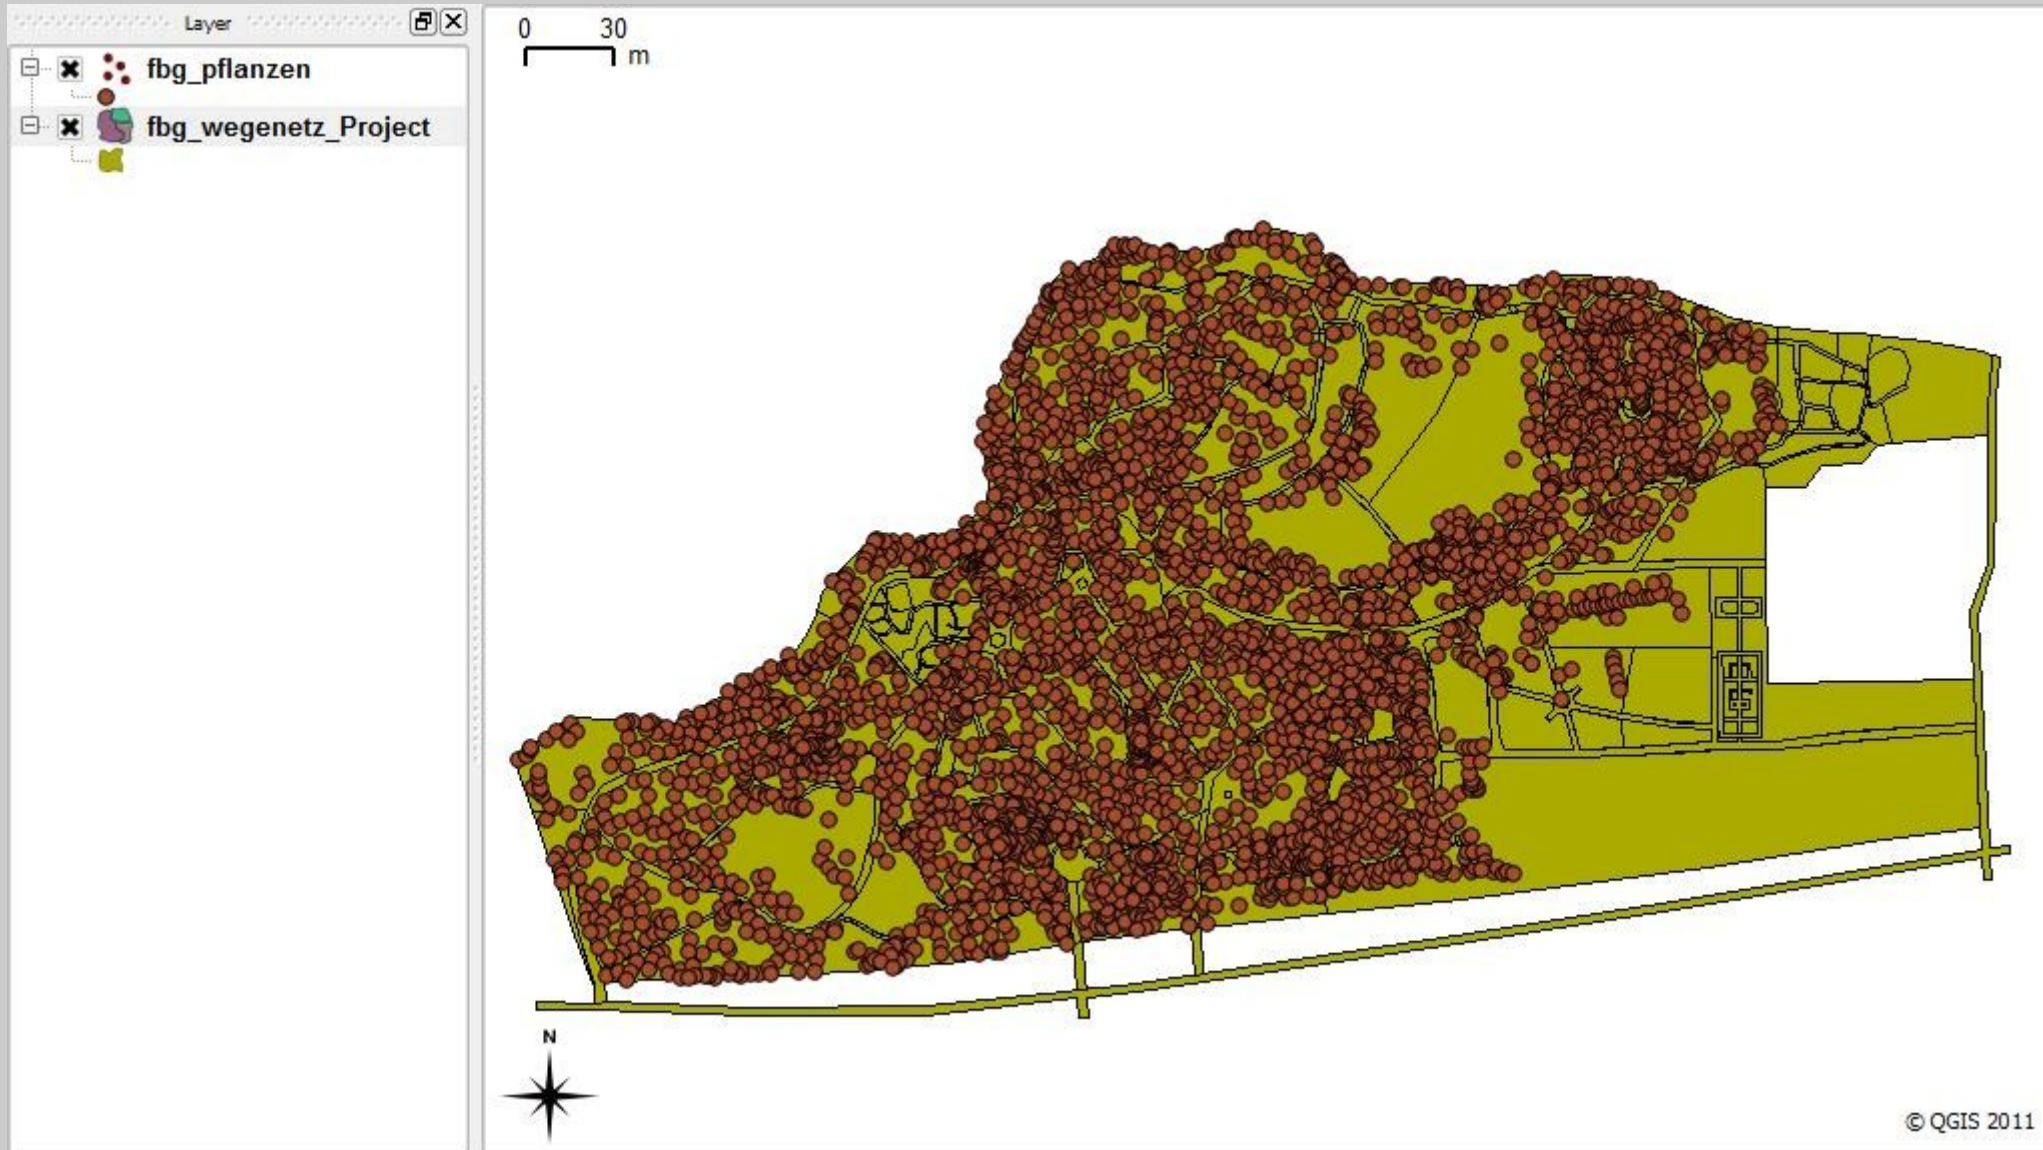 Layer
fbg_pflanzen
fbg_wegenetz_Project
0 30
m
N
© QGIS 2011